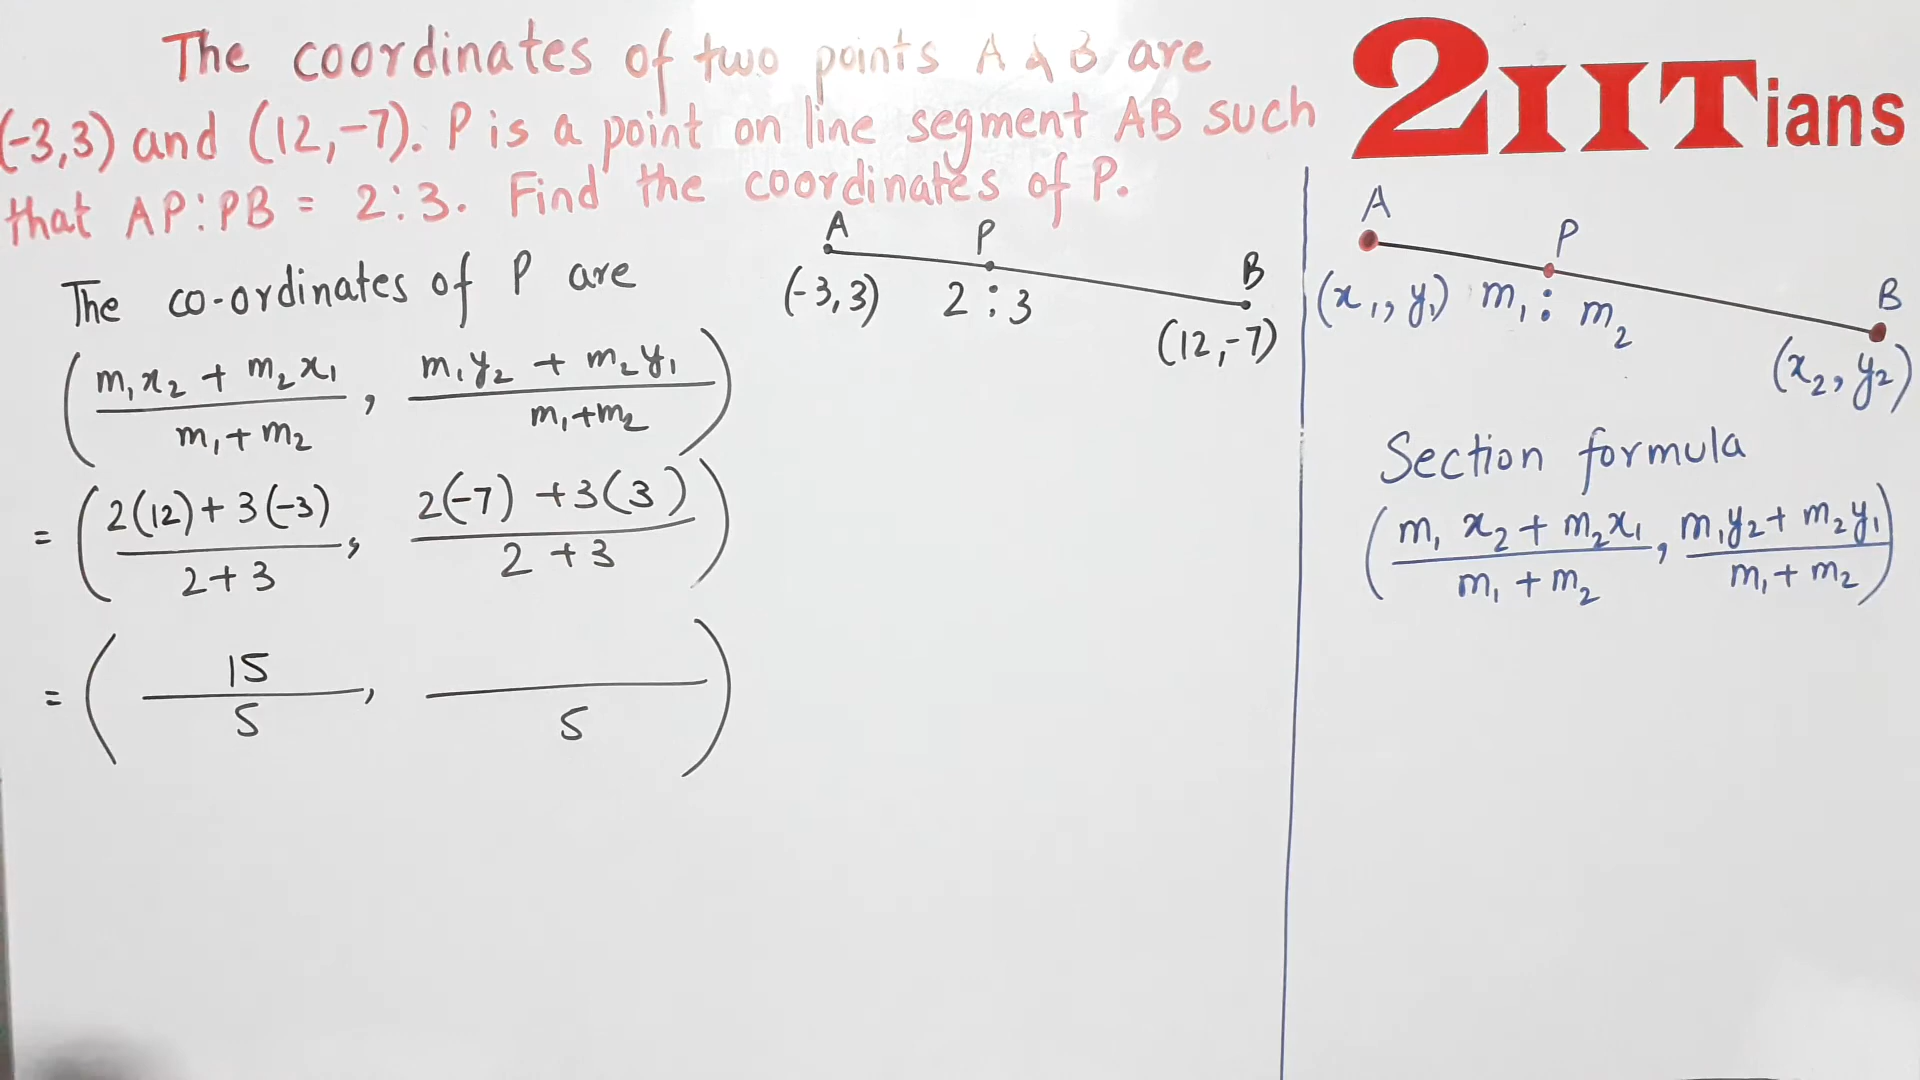 The coordinates of two points A & B are
(-3,3) and (12,-7). P is a point on line segment AB such
that AP:PB = 2:3. Find the coordinates of P.
The co-ordinates of P are
(m₁x₂ + m₂x₁ / m₁+m₂, m₁y₂ + m₂y₁ / m₁+m₂)
= (2(12)+3(-3) / 2+3, 2(-7)+3(3) / 2+3)
= (15 / 5, / 5)
A P B
(-3,3) 2:3 (12,-7)
2IITians
A P B
(x₁, y₁) m₁ : m₂ (x₂, y₂)
Section formula
(m₁x₂ + m₂x₁ / m₁+m₂, m₁y₂ + m₂y₁ / m₁+m₂)